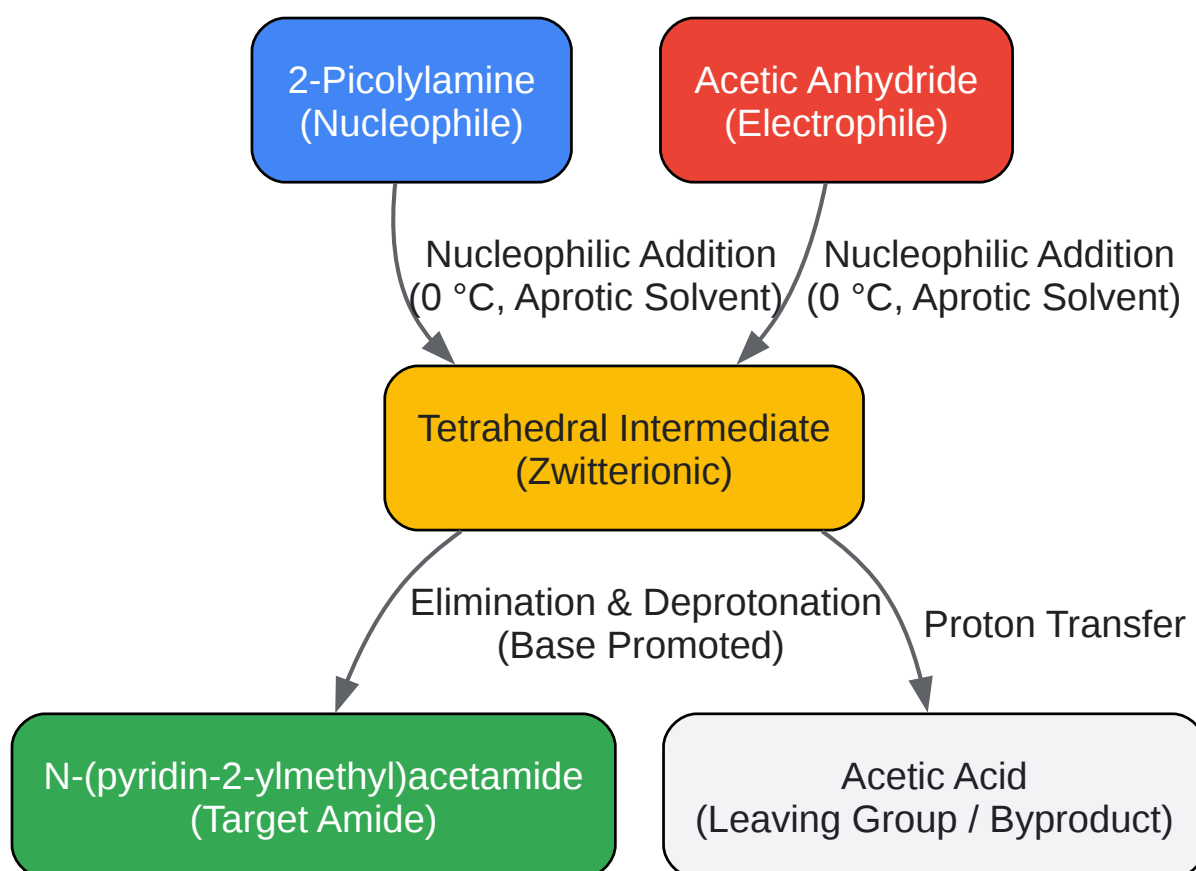 2-Picolylamine
(Nucleophile)
Acetic Anhydride
(Electrophile)
Nucleophilic Addition
(0 °C, Aprotic Solvent)
Nucleophilic Addition
(0 °C, Aprotic Solvent)
Tetrahedral Intermediate
(Zwitterionic)
Elimination & Deprotonation
(Base Promoted)
Proton Transfer
N-(pyridin-2-ylmethyl)acetamide
(Target Amide)
Acetic Acid
(Leaving Group / Byproduct)